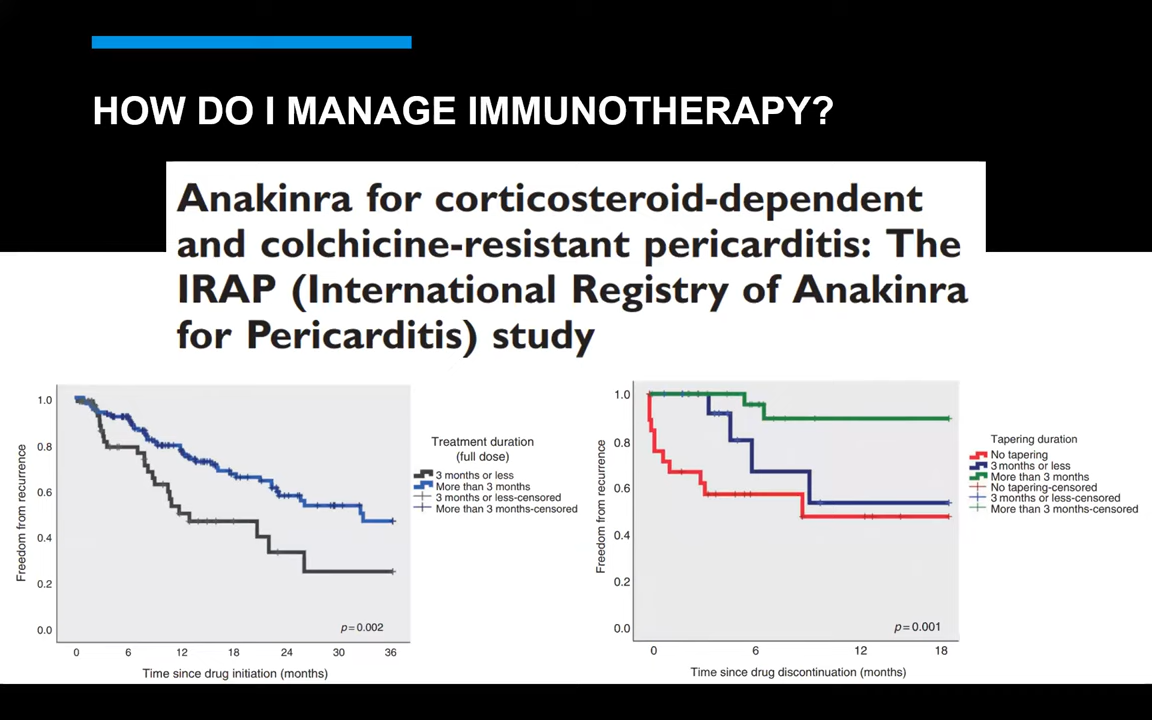 HOW DO I MANAGE IMMUNOTHERAPY?
Anakinra for corticosteroid-dependent
and colchicine-resistant pericarditis: The
IRAP (International Registry of Anakinra
for Pericarditis) study
1.0
0.8
0.6
0.4
0.2
0.0
Freedom from recurrence
p=0.002
0 6 12 18 24 30 36
Time since drug initiation (months)
Treatment duration
(full dose)
3 months or less
More than 3 months
3 months or less-censored
More than 3 months-censored
1.0
0.8
0.6
0.4
0.2
0.0
Freedom from recurrence
p=0.001
0 6 12 18
Time since drug discontinuation (months)
Tapering duration
No tapering
3 months or less
More than 3 months
No tapering-censored
3 months or less-censored
More than 3 months-censored